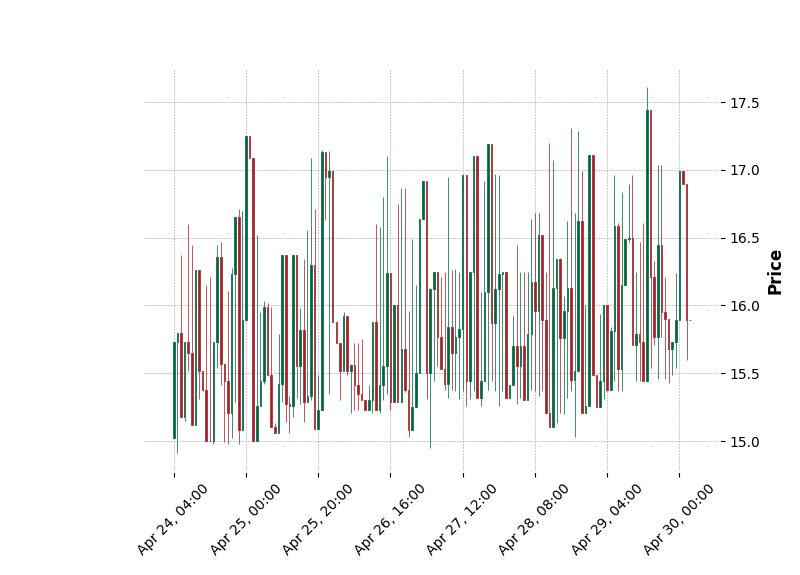 17.5
17.0
16.5
16.0
15.5
15.0
Price
Apr 24, 04:00
Apr 25, 00:00
Apr 25, 20:00
Apr 26, 16:00
Apr 27, 12:00
Apr 28, 08:00
Apr 29, 04:00
Apr 30, 00:00